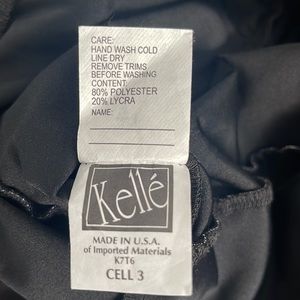 CARE:
HAND WASH COLD
LINE DRY
REMOVE TRIMS
BEFORE WASHING
CONTENT:
80% POLYESTER
20% LYCRA
NAME:
Kellé
MADE IN U.S.A.
of Imported Materials
K7T6
CELL 3